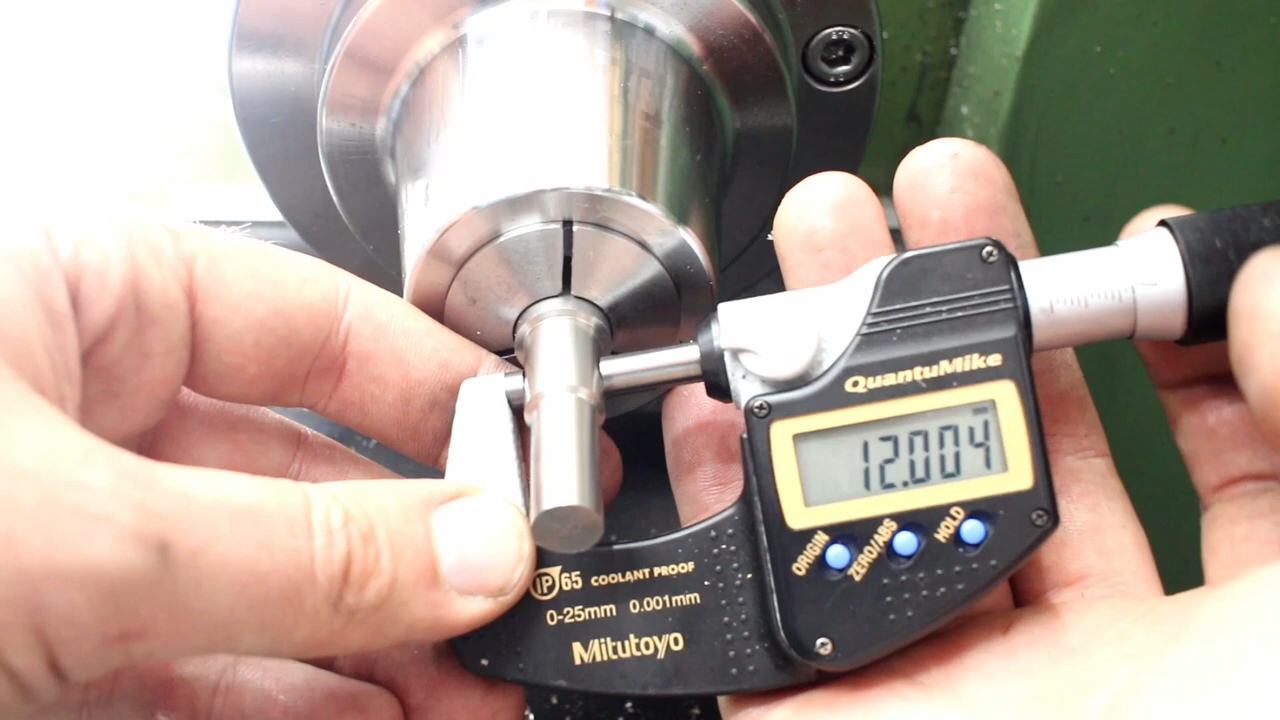 QuantuMike
12.004
ORIGIN
ZERO/ABS
HOLD
IP65 COOLANT PROOF
0-25mm 0.001mm
Mitutoyo